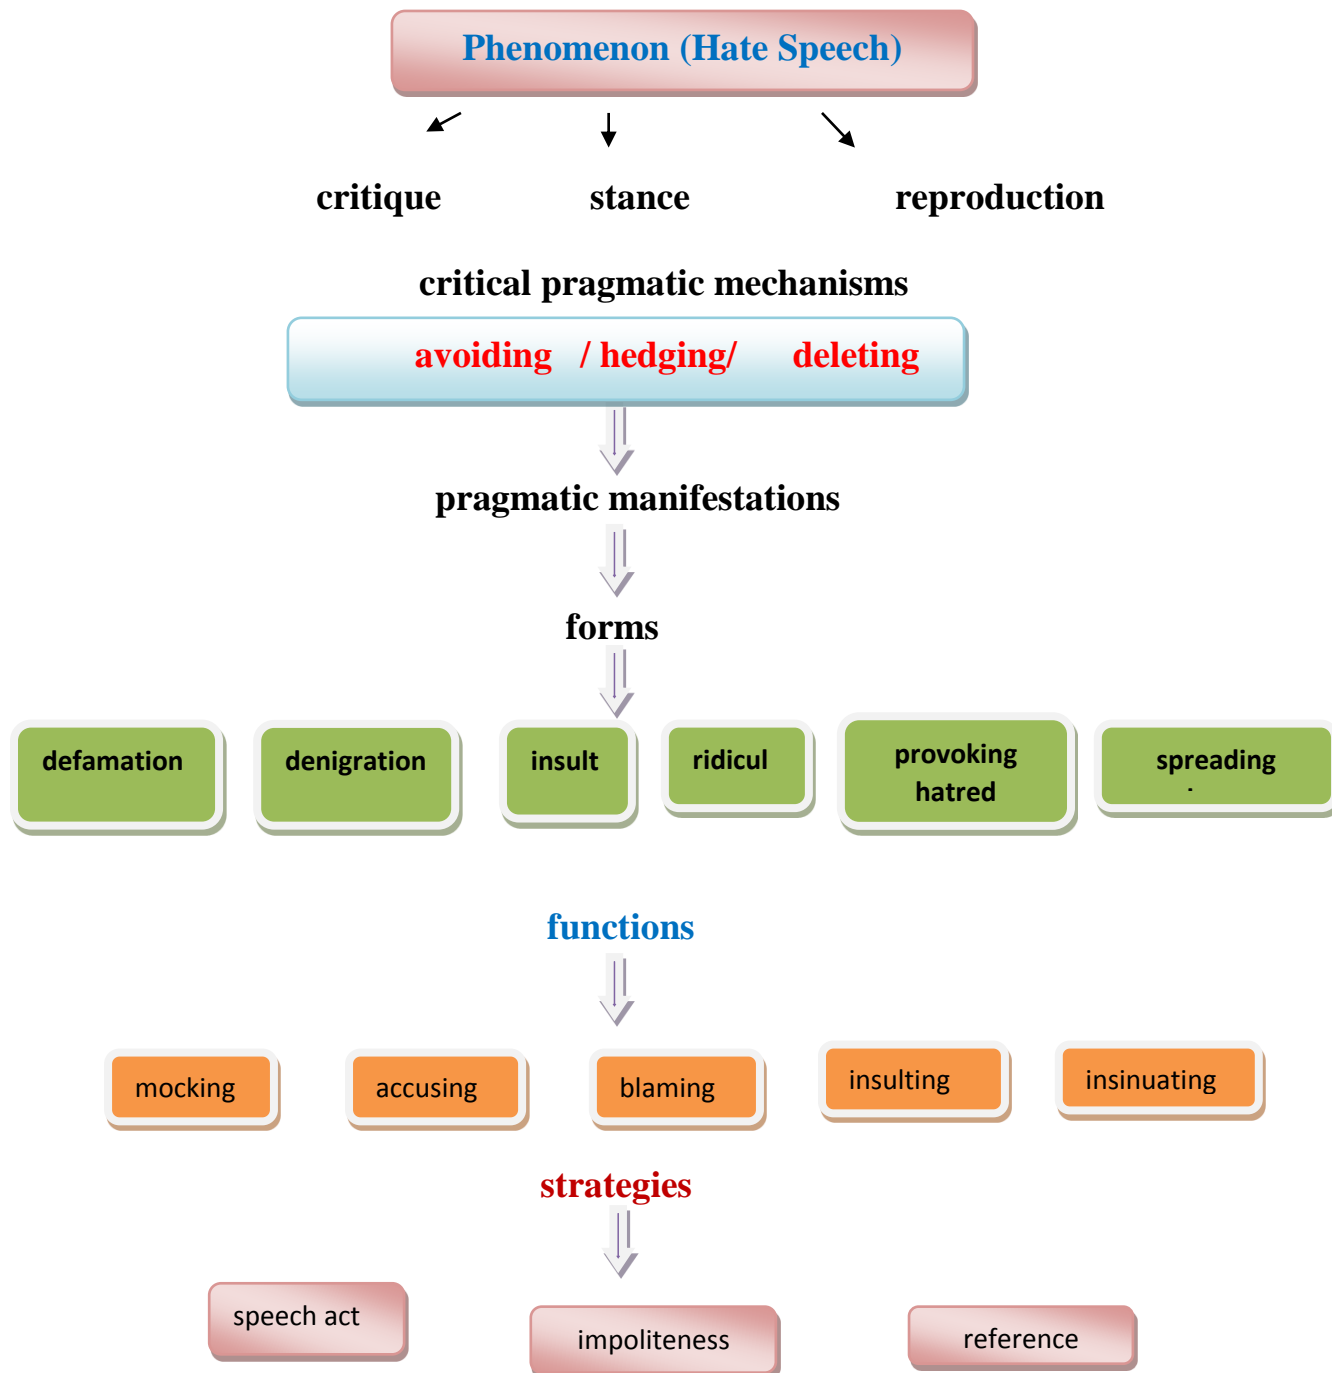 Phenomenon (Hate Speech)
critique stance reproduction
critical pragmatic mechanisms
avoiding / hedging/ deleting
pragmatic manifestations
forms
defamation denigration insult ridicul provoking spreading
hatred
functions
mocking accusing blaming insulting insinuating
strategies
speech act impoliteness reference